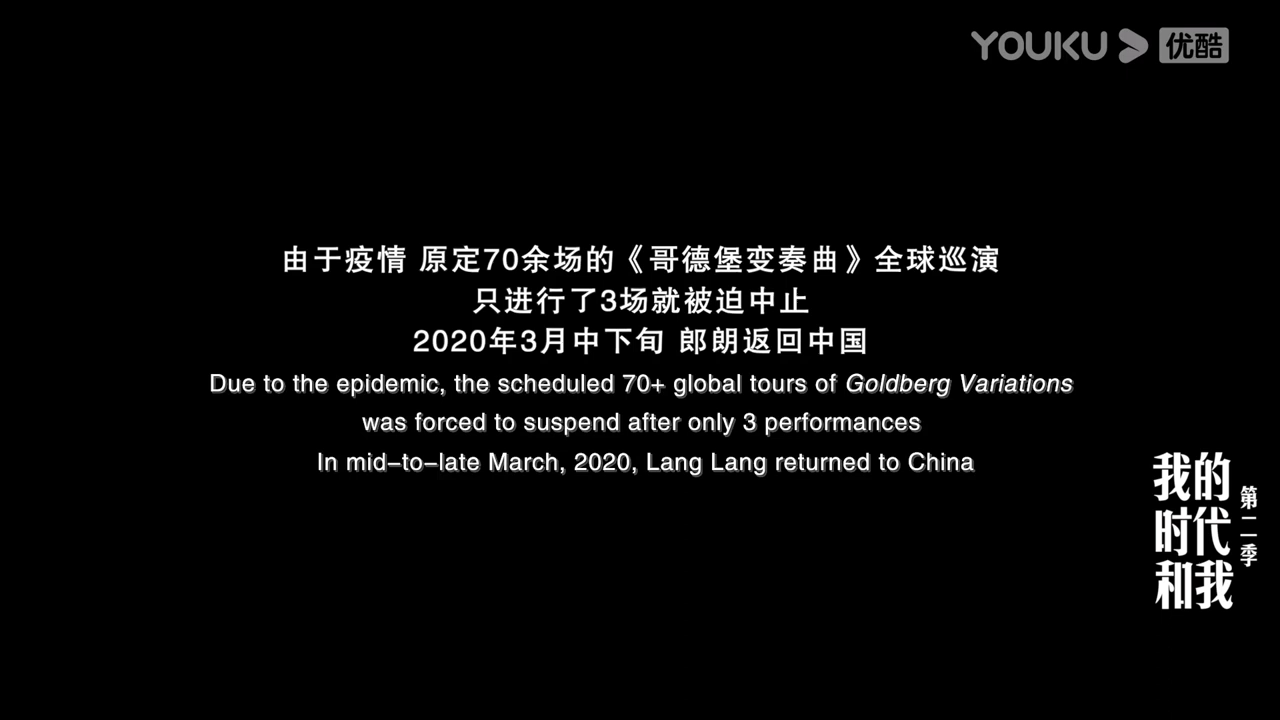 YOUKU 优酷
由于疫情 原定70余场的《哥德堡变奏曲》全球巡演
只进行了3场就被迫中止
2020年3月中下旬 郎朗返回中国
Due to the epidemic, the scheduled 70+ global tours of Goldberg Variations
was forced to suspend after only 3 performances
In mid-to-late March, 2020, Lang Lang returned to China
我的
时代
和我
第二季